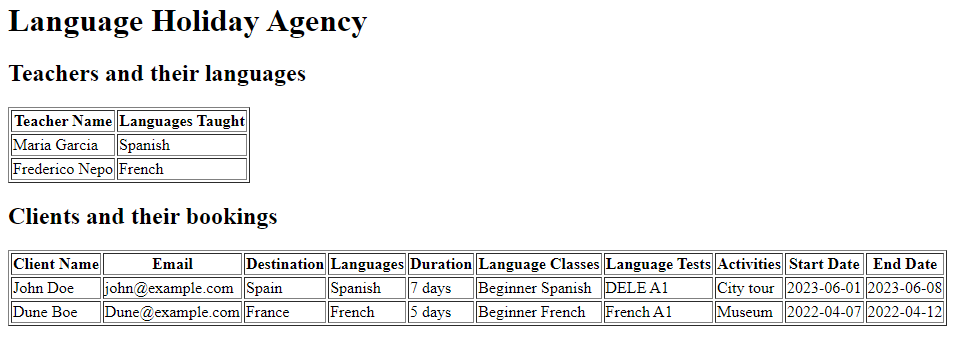 Language Holiday Agency
Teachers and their languages
Teacher Name Languages Taught
Maria Garcia Spanish
Frederico Nepo French
Clients and their bookings
Client Name Email Destination Languages Duration Language Classes Language Tests Activities Start Date End Date
John Doe john@example.com Spain Spanish 7 days Beginner Spanish DELE A1 City tour 2023-06-01 2023-06-08
Dune Boe Dune@example.com France French 5 days Beginner French French A1 Museum 2022-04-07 2022-04-12